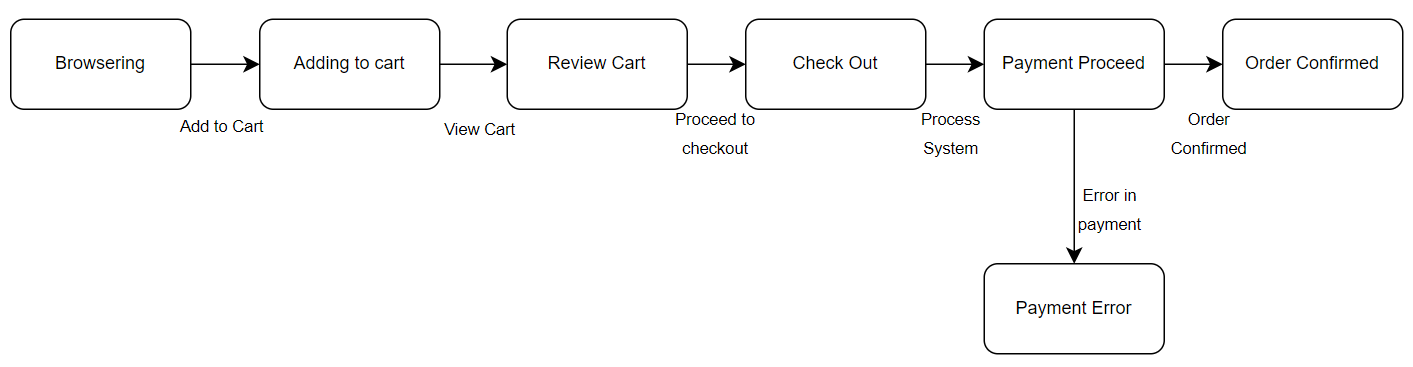 Browsering
Adding to cart
Review Cart
Check Out
Payment Proceed
Order Confirmed
Add to Cart
View Cart
Proceed to
checkout
Process
System
Order
Confirmed
Error in
payment
Payment Error